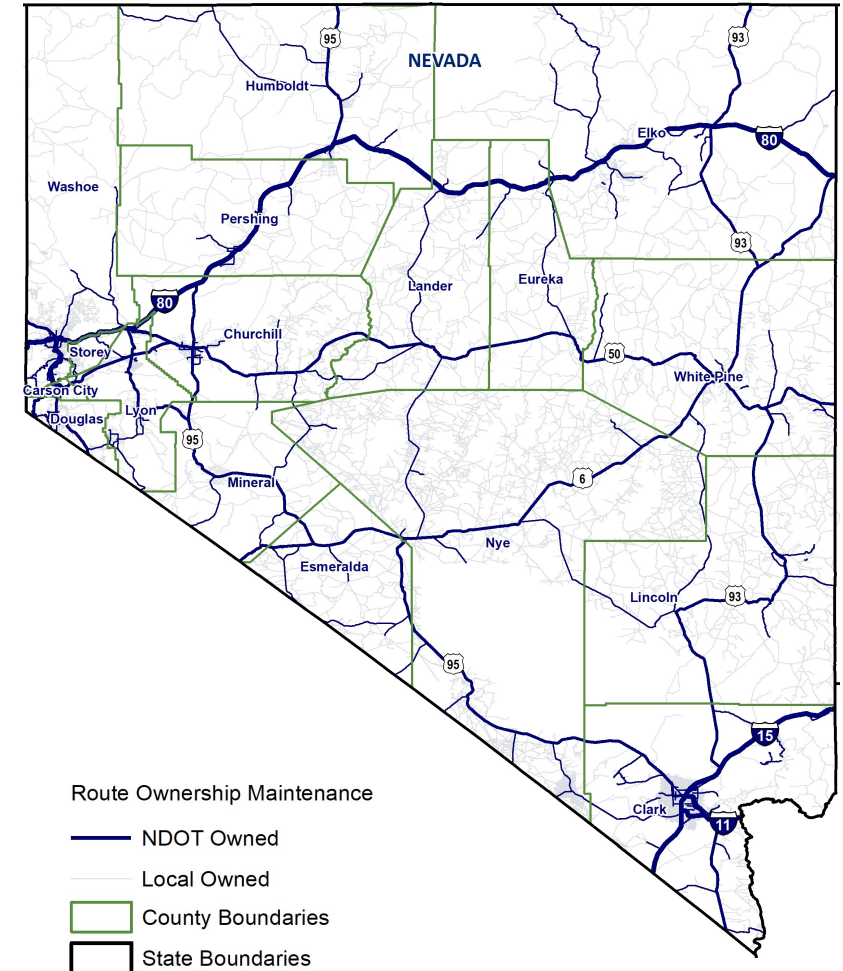 95
93
NEVADA
Humboldt
Elko
80
Washoe
Pershing
93
Lander
Eureka
80
Churchill
Storey
50
White Pine
Carson City
Lyon
Douglas
95
Mineral
6
Nye
Esmeralda
Lincoln
93
95
15
Clark
11
Route Ownership Maintenance
NDOT Owned
Local Owned
County Boundaries
State Boundaries